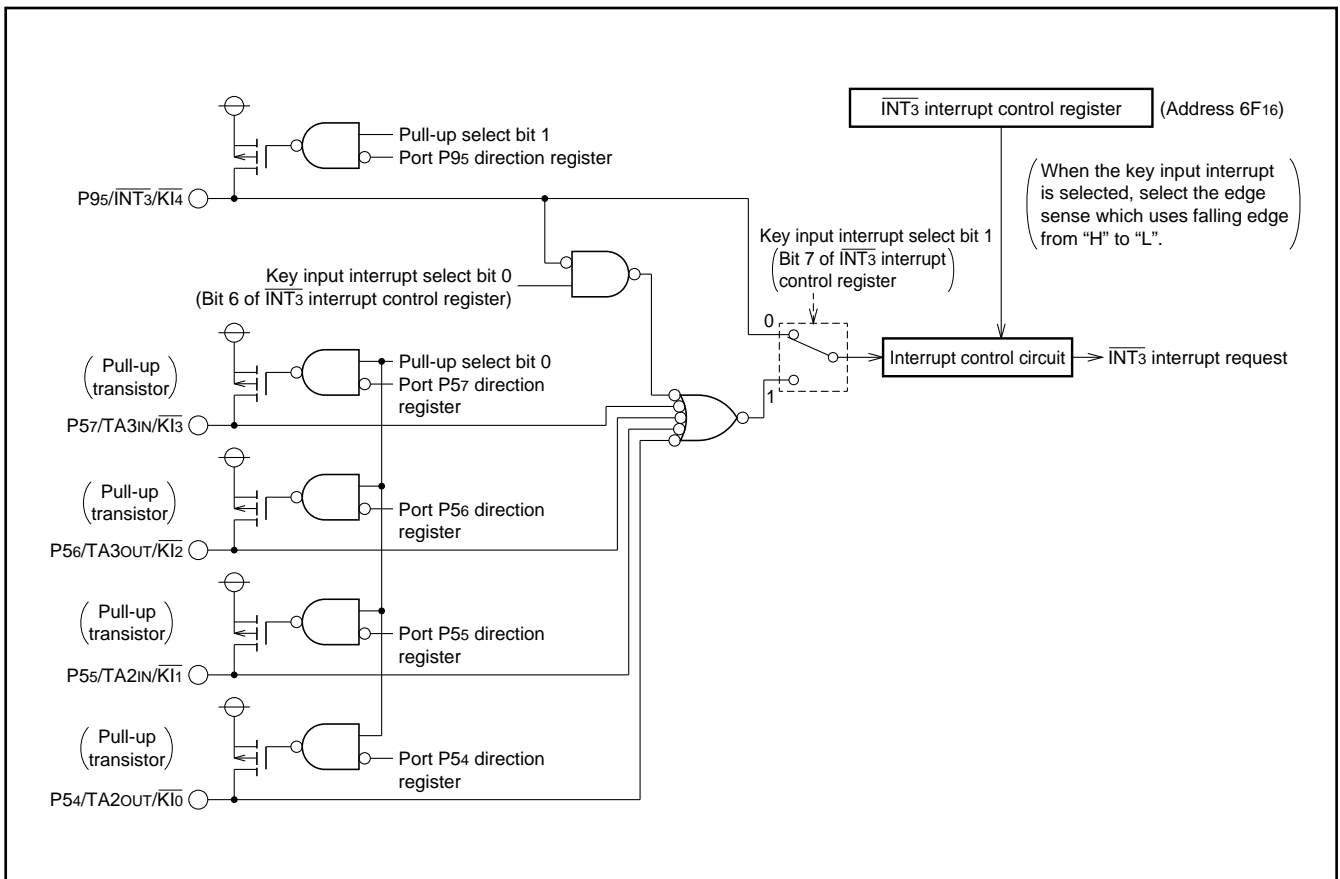 Pull-up select bit 1
Port P95 direction register
P95/INT3/KI4
Key input interrupt select bit 0
(Bit 6 of INT3 interrupt control register)
INT3 interrupt control register (Address 6F16)
(When the key input interrupt
is selected, select the edge
sense which uses falling edge
from “H” to “L”.)
Key input interrupt select bit 1
(Bit 7 of INT3 interrupt
control register)
0
1
Interrupt control circuit
INT3 interrupt request
(Pull-up
transistor)
Pull-up select bit 0
Port P57 direction
register
P57/TA3IN/KI3
(Pull-up
transistor)
Port P56 direction
register
P56/TA3OUT/KI2
(Pull-up
transistor)
Port P55 direction
register
P55/TA2IN/KI1
(Pull-up
transistor)
Port P54 direction
register
P54/TA2OUT/KI0